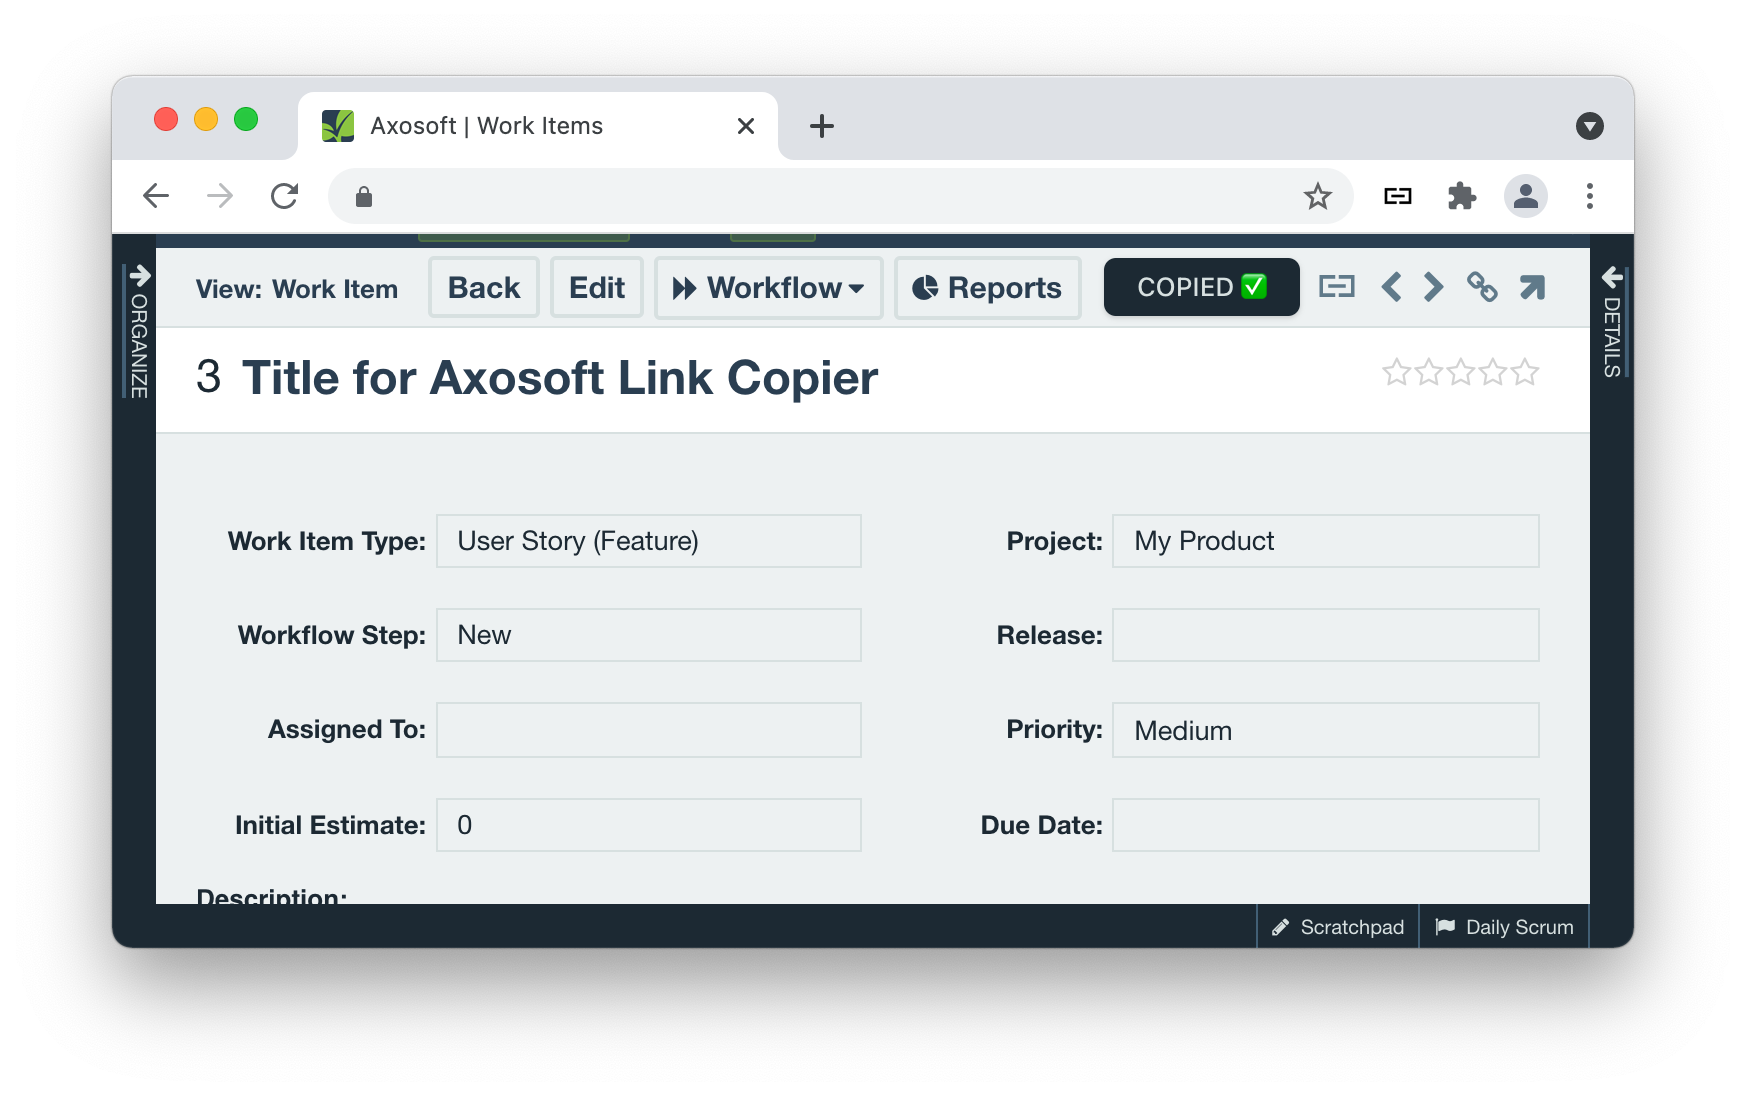 Axosoft | Work Items
ORGANIZE
View: Work Item Back Edit Workflow Reports COPIED ✅
DETAILS
3 Title for Axosoft Link Copier
Work Item Type: User Story (Feature) Project: My Product
Workflow Step: New Release:
Assigned To: Priority: Medium
Initial Estimate: 0 Due Date:
Description:
Scratchpad Daily Scrum